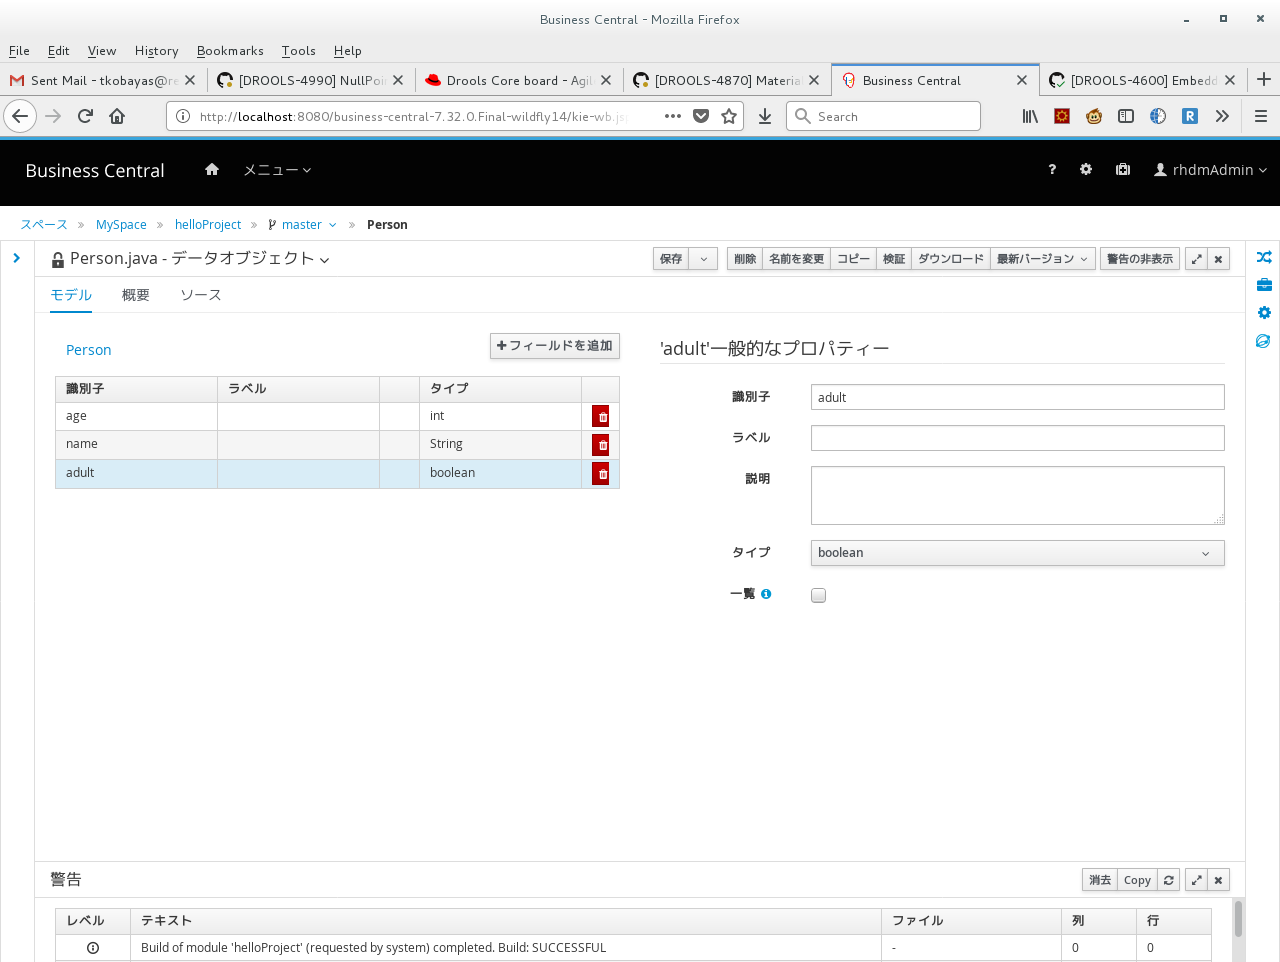 Business Central - Mozilla Firefox
File Edit View History Bookmarks Tools Help
Sent Mail - tkobayas@re
[DROOLS-4990] NullPoi
Drools Core board - Agil
[DROOLS-4870] Materia
Business Central
[DROOLS-4600] Embedd
http://localhost:8080/business-central-7.32.0.Final-wildfly14/kie-wb.jsp
Search
Business Central メニュー ? rhdmAdmin
スペース » MySpace » helloProject » master » Person
Person.java - データオブジェクト
保存 削除 名前を変更 コピー 検証 ダウンロード 最新バージョン 警告の非表示
モデル 概要 ソース
Person
+フィールドを追加
識別子 ラベル タイプ
age int
name String
adult boolean
'adult'一般的なプロパティー
識別子 adult
ラベル
説明
タイプ boolean
一覧
警告
消去 Copy
レベル テキスト ファイル 列 行
Build of module 'helloProject' (requested by system) completed. Build: SUCCESSFUL - 0 0